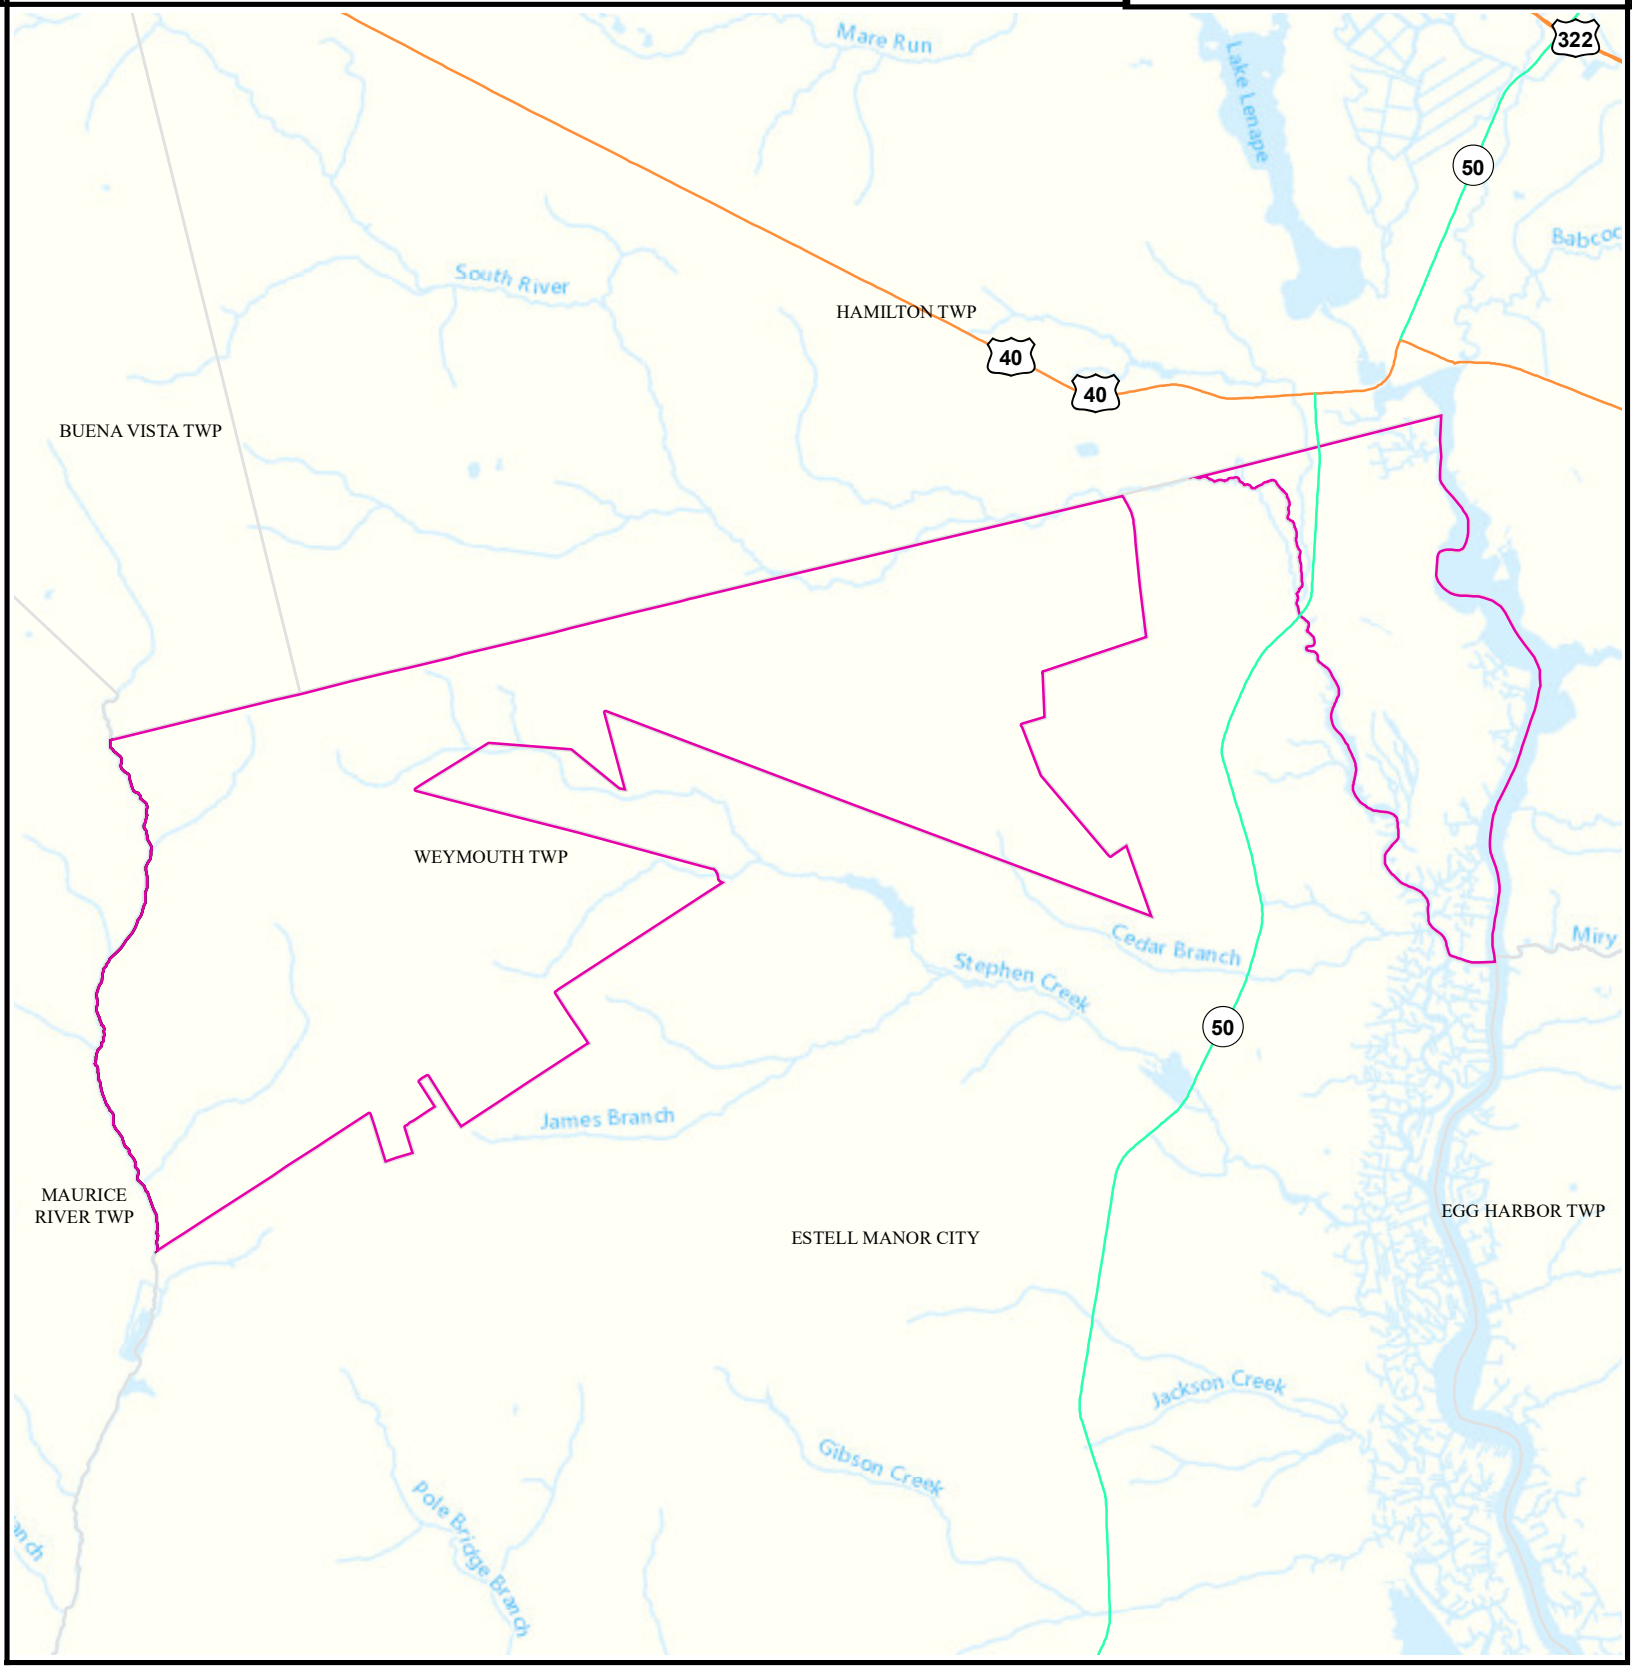 Mare Run
322
Lake Lenape
50
Babcoc
South River
HAMILTON TWP
40
40
BUENA VISTA TWP
WEYMOUTH TWP
Cedar Branch
Miry
Stephen Creek
50
James Branch
MAURICE
RIVER TWP
EGG HARBOR TWP
ESTELL MANOR CITY
Jackson Creek
Gibson Creek
Pole Bridge Branch
anch